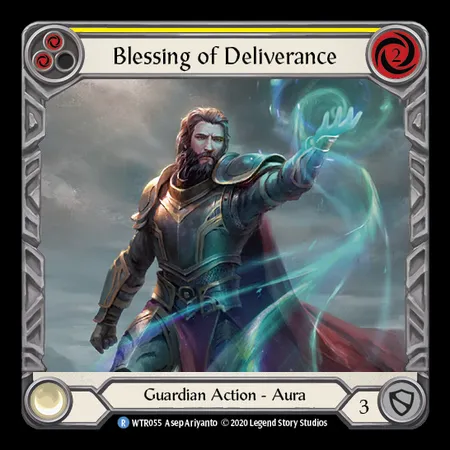 Blessing of Deliverance
2
Guardian Action - Aura
3
R WTR055 Asep Ariyanto ©2020 Legend Story Studios